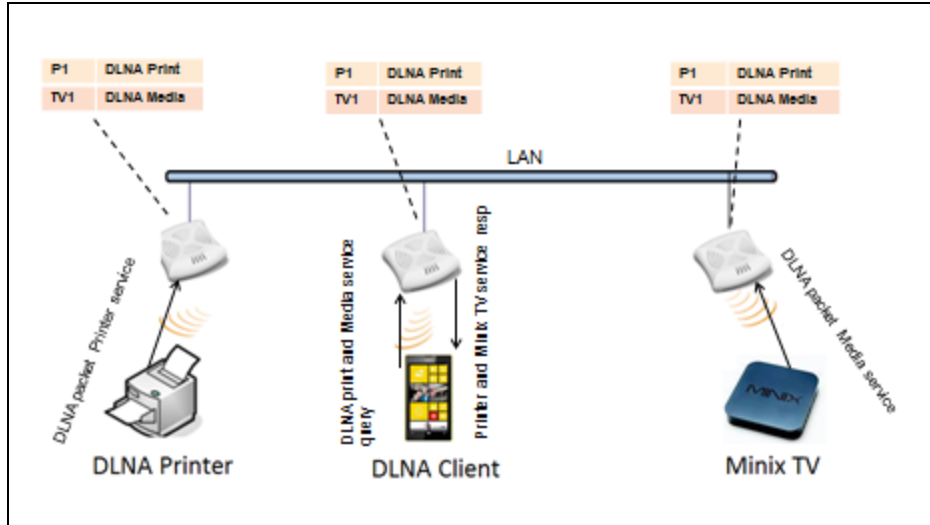 P1 DLNA Print
TV1 DLNA Media
P1 DLNA Print
TV1 DLNA Media
P1 DLNA Print
TV1 DLNA Media
LAN
DLNA packet Printer service
DLNA print and Media service
query
Printer and Minix TV service resp
DLNA packet Media service
MINIX
DLNA Printer
DLNA Client
Minix TV